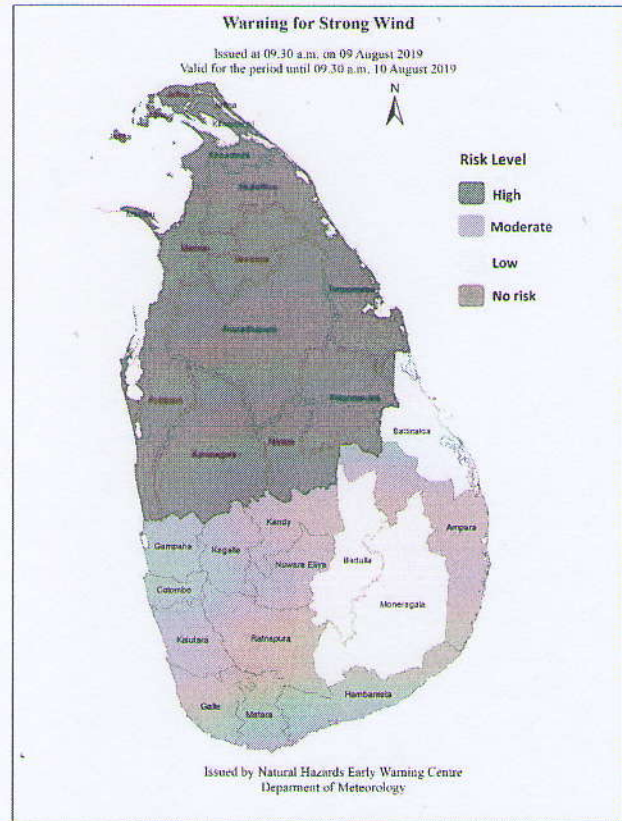 Warning for Strong Wind
Issued at 09.30 a.m. on 09 August 2019
Valid for the period until 09.30 a.m. 10 August 2019
N
Risk Level
High
Moderate
Low
No risk
Mannar
Vavuniya
Trincomalee
Anuradhapura
Puttalam
Polonnaruwa
Kurunegala
Matale
Batticaloa
Kandy
Ampara
Gampaha
Kegalle
Nuwara Eliya
Badulla
Colombo
Moneragala
Kalutara
Ratnapura
Hambantota
Galle
Matara
Issued by Natural Hazards Early Warning Centre
Deparment of Meteorology